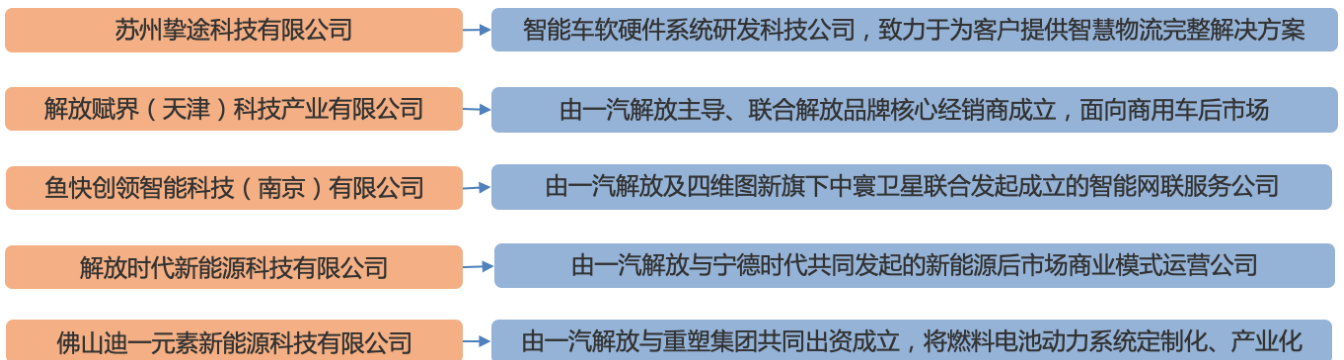 苏州挚途科技有限公司
智能车软硬件系统研发科技公司，致力于为客户提供智慧物流完整解决方案
解放赋界（天津）科技产业有限公司
由一汽解放主导、联合解放品牌核心经销商成立，面向商用车后市场
鱼快创领智能科技（南京）有限公司
由一汽解放及四维图新旗下中寰卫星联合发起成立的智能网联服务公司
解放时代新能源科技有限公司
由一汽解放与宁德时代共同发起的新能源后市场商业模式运营公司
佛山迪一元素新能源科技有限公司
由一汽解放与重塑集团共同出资成立，将燃料电池动力系统定制化、产业化